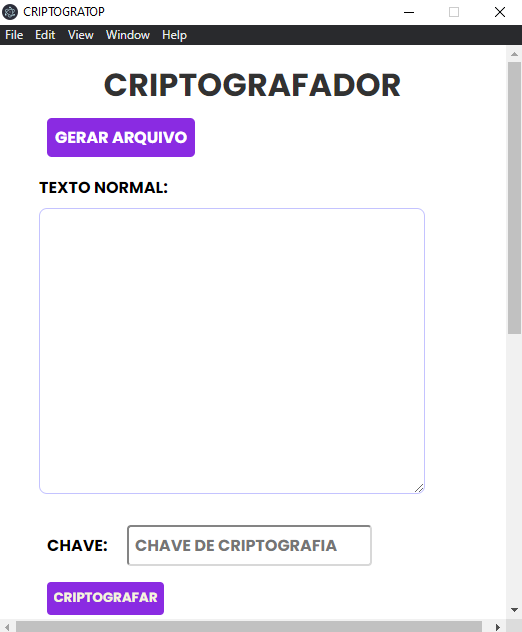 CRIPTOGRATOP
File Edit View Window Help
CRIPTOGRAFADOR
GERAR ARQUIVO
TEXTO NORMAL:
CHAVE: CHAVE DE CRIPTOGRAFIA
CRIPTOGRAFAR